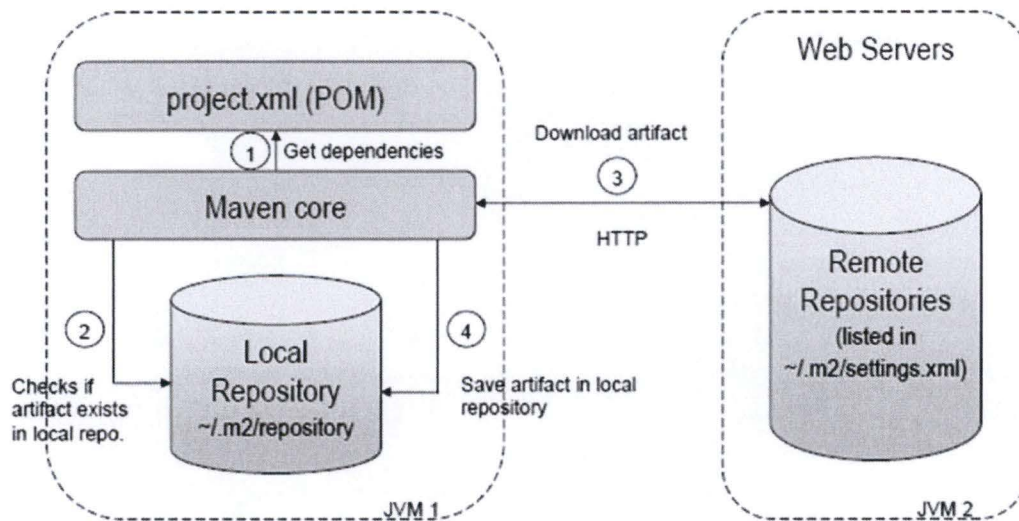 project.xml (POM)
1
Get dependencies
Maven core
2
Checks if
artifact exists
in local repo.
Local
Repository
~/.m2/repository
4
Save artifact in local
repository
JVM 1
Download artifact
3
HTTP
Web Servers
Remote
Repositories
(listed in
~/.m2/settings.xml)
JVM 2